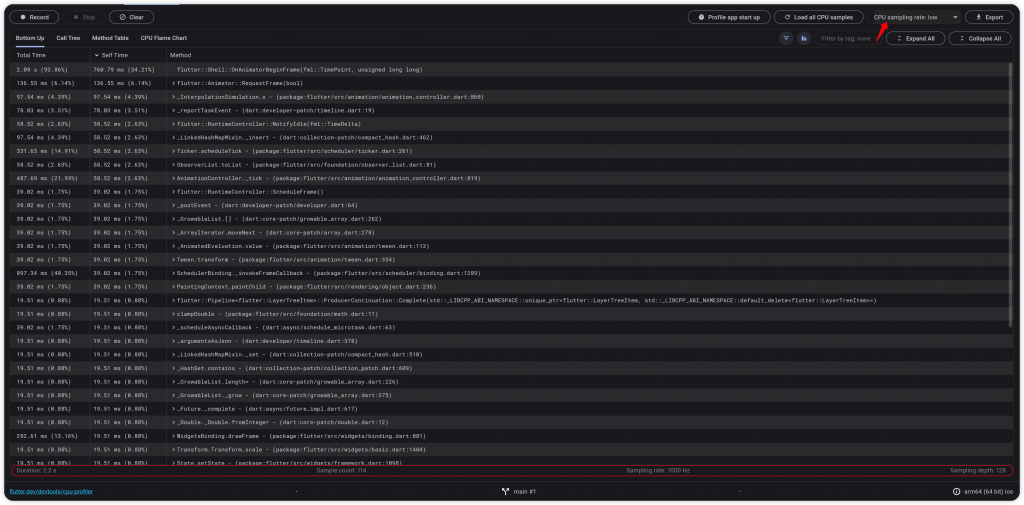 Record Stop Clear Profile app start up Load all CPU samples CPU sampling rate: low Export
Bottom Up Call Tree Method Table CPU Flame Chart Filter by tag: none Expand All Collapse All
Total Time Self Time Method
2.09 s (93.86%) 760.79 ms (34.21%) flutter::Shell::OnAnimatorBeginFrame(fml::TimePoint, unsigned long long)
136.55 ms (6.14%) 136.55 ms (6.14%) flutter::Animator::RequestFrame(bool)
97.54 ms (4.39%) 97.54 ms (4.39%) _InterpolationSimulation.x - (package:flutter/src/animation/animation_controller.dart:860)
78.03 ms (3.51%) 78.03 ms (3.51%) _reportTaskEvent - (dart:developer-patch/timeline.dart:19)
58.52 ms (2.63%) 58.52 ms (2.63%) flutter::RuntimeController::NotifyIdle(fml::TimeDelta)
97.54 ms (4.39%) 58.52 ms (2.63%) _LinkedHashMapMixin._insert - (dart:collection-patch/compact_hash.dart:462)
331.63 ms (14.91%) 58.52 ms (2.63%) Ticker.scheduleTick - (package:flutter/src/scheduler/ticker.dart:261)
58.52 ms (2.63%) 58.52 ms (2.63%) ObserverList.toList - (package:flutter/src/foundation/observer_list.dart:81)
487.69 ms (21.93%) 58.52 ms (2.63%) AnimationController._tick - (package:flutter/src/animation/animation_controller.dart:819)
39.02 ms (1.75%) 39.02 ms (1.75%) flutter::RuntimeController::ScheduleFrame()
39.02 ms (1.75%) 39.02 ms (1.75%) _postEvent - (dart:developer-patch/developer.dart:64)
39.02 ms (1.75%) 39.02 ms (1.75%) _GrowableList.[] - (dart:core-patch/growable_array.dart:262)
39.02 ms (1.75%) 39.02 ms (1.75%) _ArrayIterator.moveNext - (dart:core-patch/array.dart:278)
39.02 ms (1.75%) 39.02 ms (1.75%) _AnimatedEvaluation.value - (package:flutter/src/animation/tween.dart:113)
39.02 ms (1.75%) 39.02 ms (1.75%) Tween.transform - (package:flutter/src/animation/tween.dart:354)
897.34 ms (40.35%) 39.02 ms (1.75%) SchedulerBinding._invokeFrameCallback - (package:flutter/src/scheduler/binding.dart:1289)
39.02 ms (1.75%) 39.02 ms (1.75%) PaintingContext.paintChild - (package:flutter/src/rendering/object.dart:236)
19.51 ms (0.88%) 19.51 ms (0.88%) flutter::Pipeline<flutter::LayerTreeItem>::ProducerContinuation::Complete(std::_LIBCPP_ABI_NAMESPACE::unique_ptr<flutter::LayerTreeItem, std::_LIBCPP_ABI_NAMESPACE::default_delete<flutter::LayerTreeItem>>)
19.51 ms (0.88%) 19.51 ms (0.88%) clampDouble - (package:flutter/src/foundation/math.dart:11)
39.02 ms (1.75%) 19.51 ms (0.88%) _scheduleAsyncCallback - (dart:async/schedule_microtask.dart:63)
19.51 ms (0.88%) 19.51 ms (0.88%) _argumentsAsJson - (dart:developer/timeline.dart:378)
19.51 ms (0.88%) 19.51 ms (0.88%) _LinkedHashMapMixin._set - (dart:collection-patch/compact_hash.dart:510)
19.51 ms (0.88%) 19.51 ms (0.88%) _HashSet.contains - (dart:collection-patch/collection_patch.dart:609)
19.51 ms (0.88%) 19.51 ms (0.88%) _GrowableList.length= - (dart:core-patch/growable_array.dart:226)
19.51 ms (0.88%) 19.51 ms (0.88%) _GrowableList._grow - (dart:core-patch/growable_array.dart:375)
19.51 ms (0.88%) 19.51 ms (0.88%) _Future._complete - (dart:async/future_impl.dart:617)
19.51 ms (0.88%) 19.51 ms (0.88%) _Double._Double.fromInteger - (dart:core-patch/double.dart:12)
292.61 ms (13.16%) 19.51 ms (0.88%) WidgetsBinding.drawFrame - (package:flutter/src/widgets/binding.dart:881)
19.51 ms (0.88%) 19.51 ms (0.88%) Transform.Transform.scale - (package:flutter/src/widgets/basic.dart:1404)
19.51 ms (0.88%) 19.51 ms (0.88%) State.setState - (package:flutter/src/widgets/framework.dart:1098)
Duration: 2.2 s Sample count: 114 Sampling rate: 1000 Hz Sampling depth: 128
flutter.dev/devtools/cpu-profiler main #1 arm64 (64 bit) ios